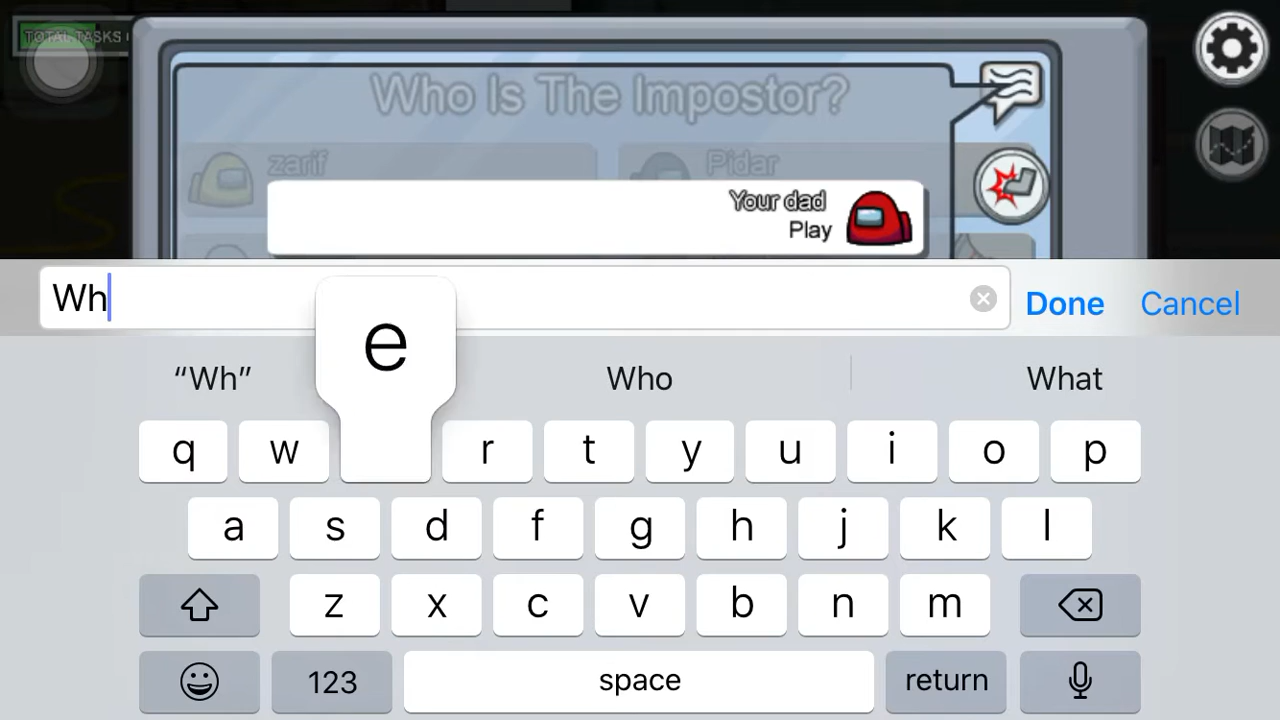 TOTAL TASKS
Who Is The Impostor?
zarif
Pidar
Your dad
Play
Wh
Done
Cancel
e
“Wh”
Who
What
q w r t y u i o p
a s d f g h j k l
z x c v b n m
123
space
return